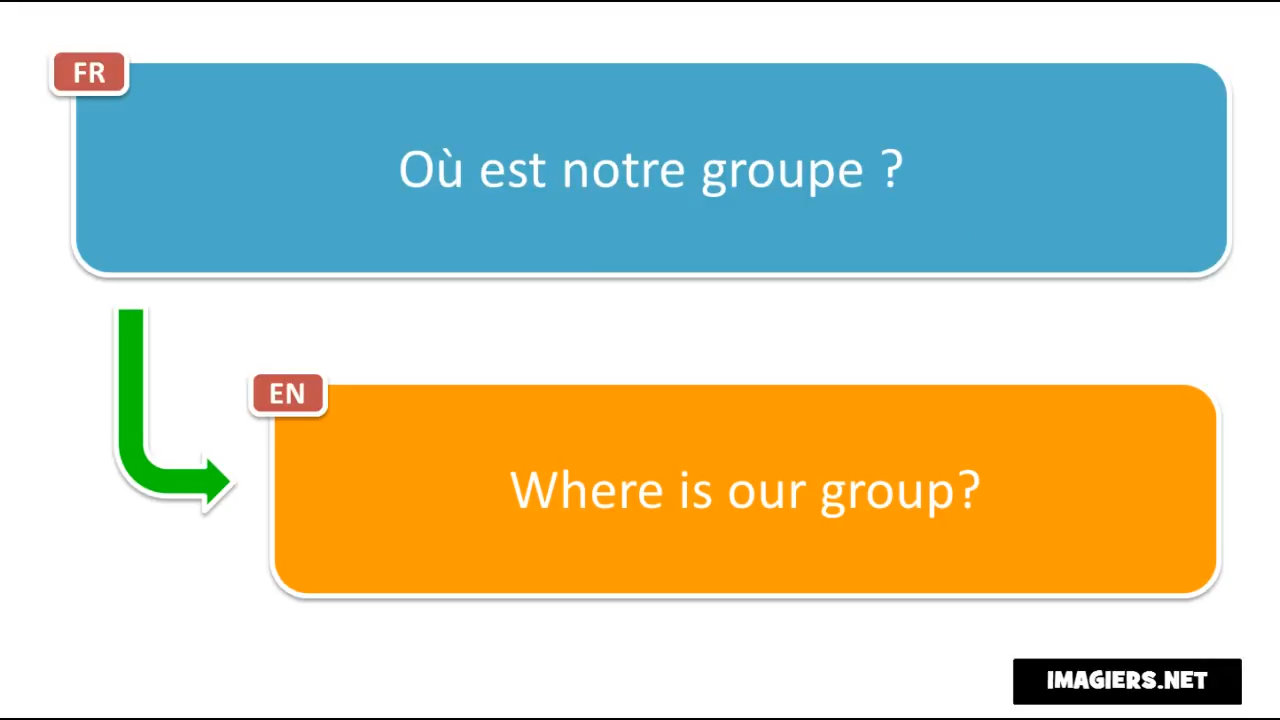 FR
Où est notre groupe ?
EN
Where is our group?
IMAGIERS.NET